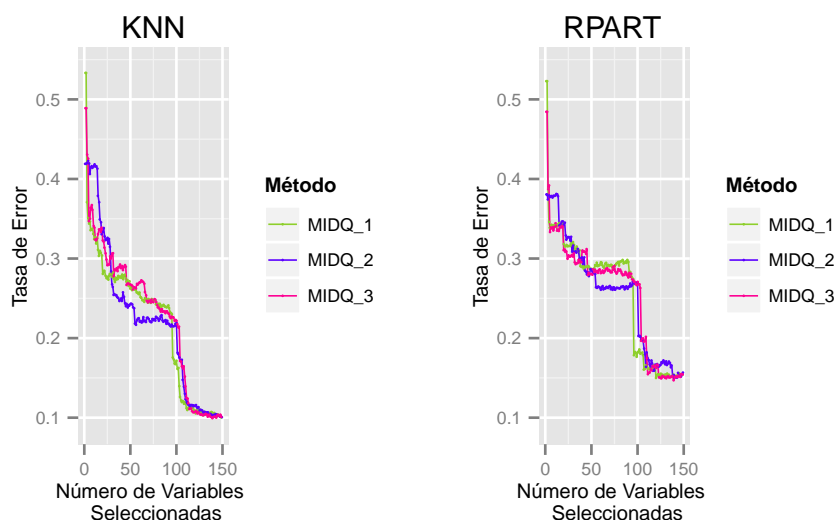 KNN
Tasa de Error
0.5
0.4
0.3
0.2
0.1
0 50 100 150
Número de Variables
Seleccionadas
Método
MIDQ_1
MIDQ_2
MIDQ_3
RPART
Tasa de Error
0.5
0.4
0.3
0.2
0.1
0 50 100 150
Número de Variables
Seleccionadas
Método
MIDQ_1
MIDQ_2
MIDQ_3